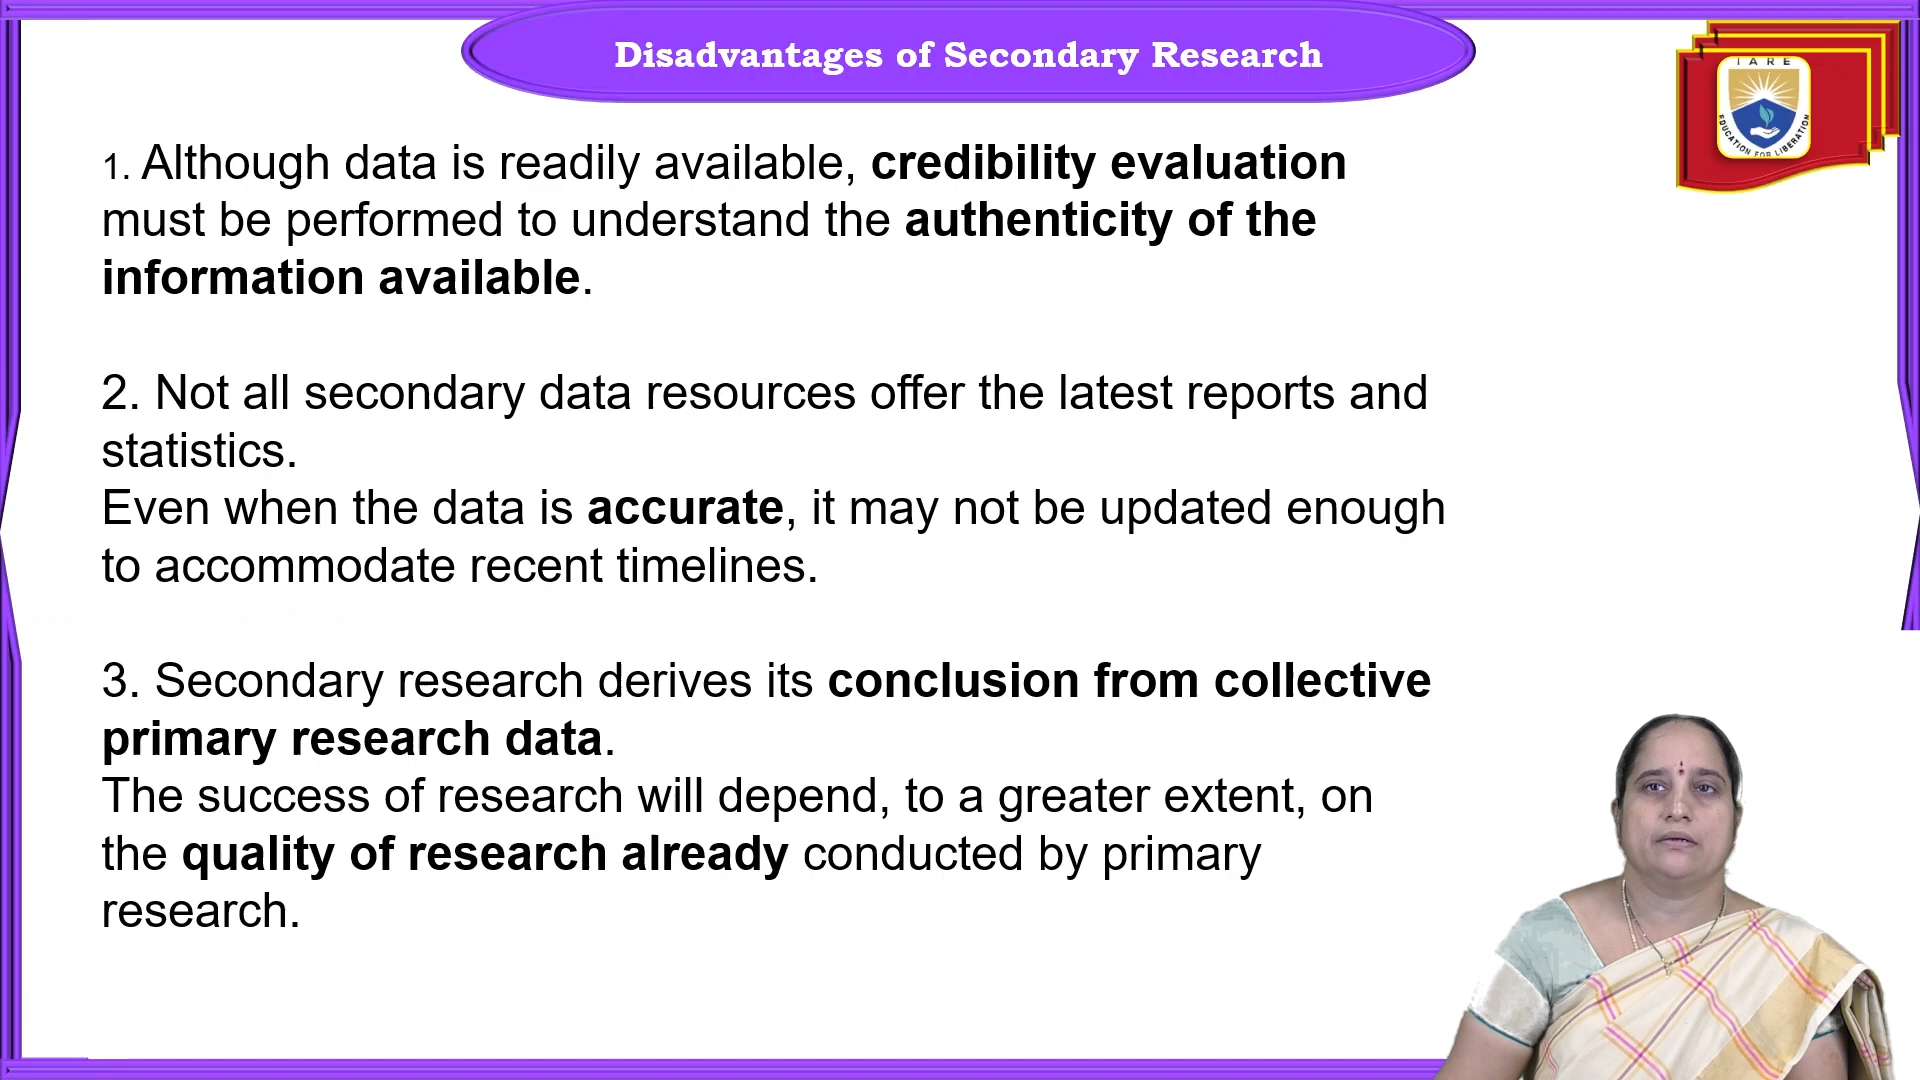 Disadvantages of Secondary Research
IARE
EDUCATION FOR LIBERATION
1. Although data is readily available, credibility evaluation
must be performed to understand the authenticity of the
information available.
2. Not all secondary data resources offer the latest reports and
statistics.
Even when the data is accurate, it may not be updated enough
to accommodate recent timelines.
3. Secondary research derives its conclusion from collective
primary research data.
The success of research will depend, to a greater extent, on
the quality of research already conducted by primary
research.